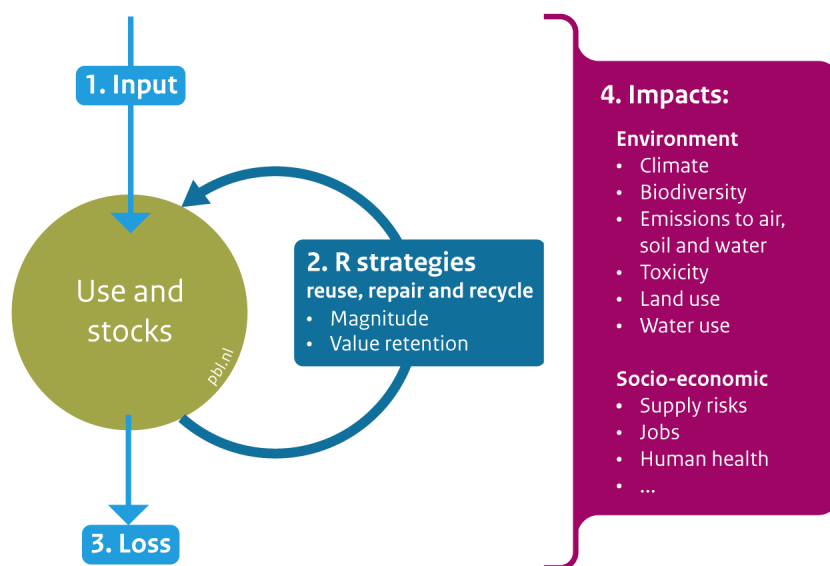 1. Input
Use and
stocks
pbl.nl
3. Loss
2. R strategies
reuse, repair and recycle
• Magnitude
• Value retention
4. Impacts:
Environment
• Climate
• Biodiversity
• Emissions to air,
soil and water
• Toxicity
• Land use
• Water use
Socio-economic
• Supply risks
• Jobs
• Human health
• ...